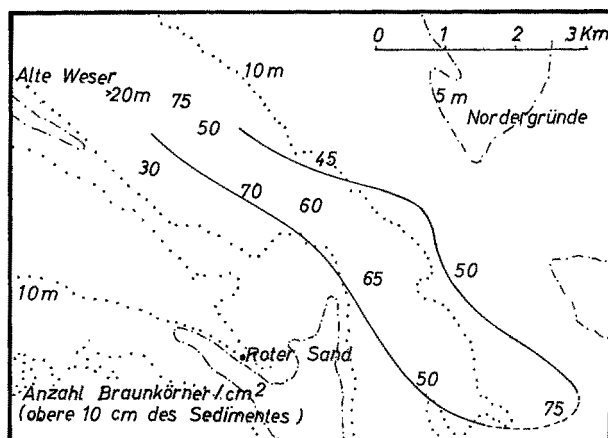 0 1 2 3 Km
10 m
Alte Weser
>20m
75
5 m
50
Nordergründe
45
30
70
60
50
65
10 m
Roter Sand
50
Anzahl Braunkörner/cm²
(obere 10 cm des Sedimentes)
75